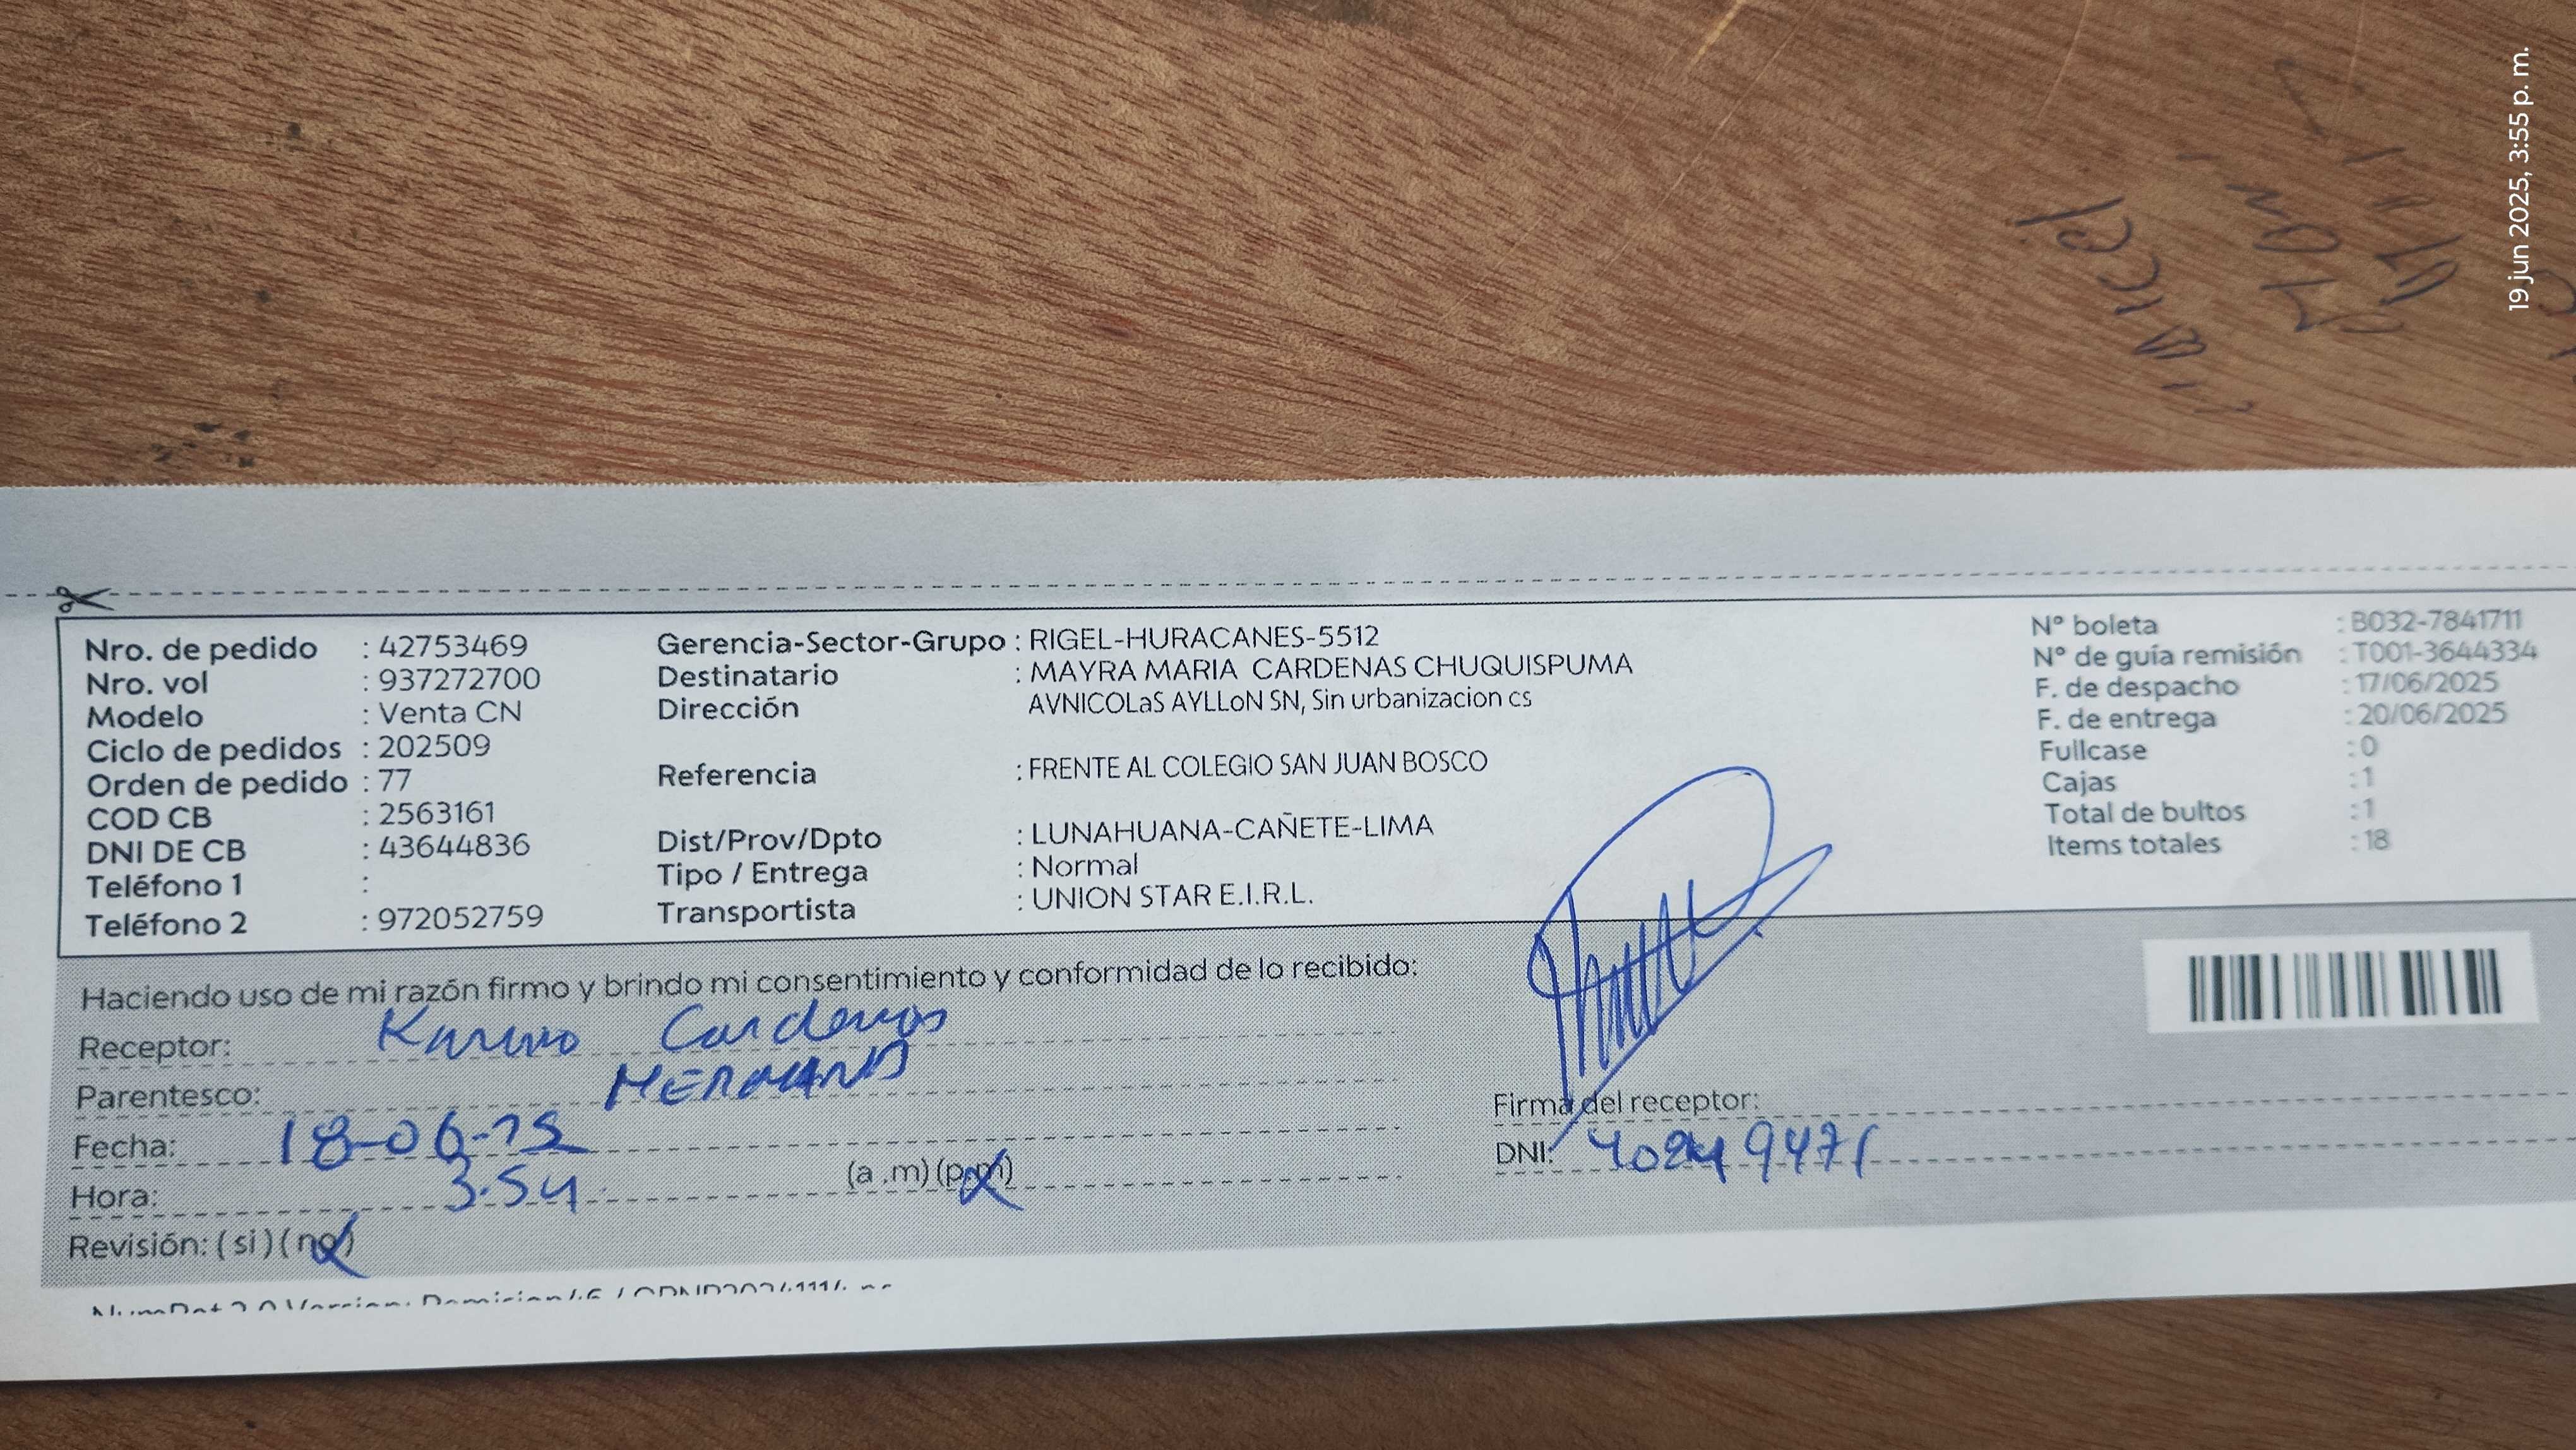 19 jun 2025, 3:55 p. m.
Nro. de pedido : 42753469
Nro. vol : 937272700
Modelo : Venta CN
Ciclo de pedidos : 202509
Orden de pedido : 77
COD CB : 2563161
DNI DE CB : 43644836
Teléfono 1 :
Teléfono 2 : 972052759
Gerencia-Sector-Grupo : RIGEL-HURACANES-5512
Destinatario : MAYRA MARIA CARDENAS CHUQUISPUMA
Dirección AVNICOLaS AYLLoN SN, Sin urbanizacion cs
Referencia : FRENTE AL COLEGIO SAN JUAN BOSCO
Dist/Prov/Dpto : LUNAHUANA-CAÑETE-LIMA
Tipo / Entrega : Normal
Transportista : UNION STAR E.I.R.L.
Nº boleta : B032-7841711
Nº de guía remisión : T001-3644334
F. de despacho : 17/06/2025
F. de entrega : 20/06/2025
Fullcase : 0
Cajas : 1
Total de bultos : 1
Items totales : 18
Haciendo uso de mi razón firmo y brindo mi consentimiento y conformidad de lo recibido:
Receptor: Cardenas
Parentesco: HERMANA
Fecha: 18-06-25
Hora: 3.54 (a .m) (p.m)
Revisión: (si) (no)
Firma del receptor:
DNI: